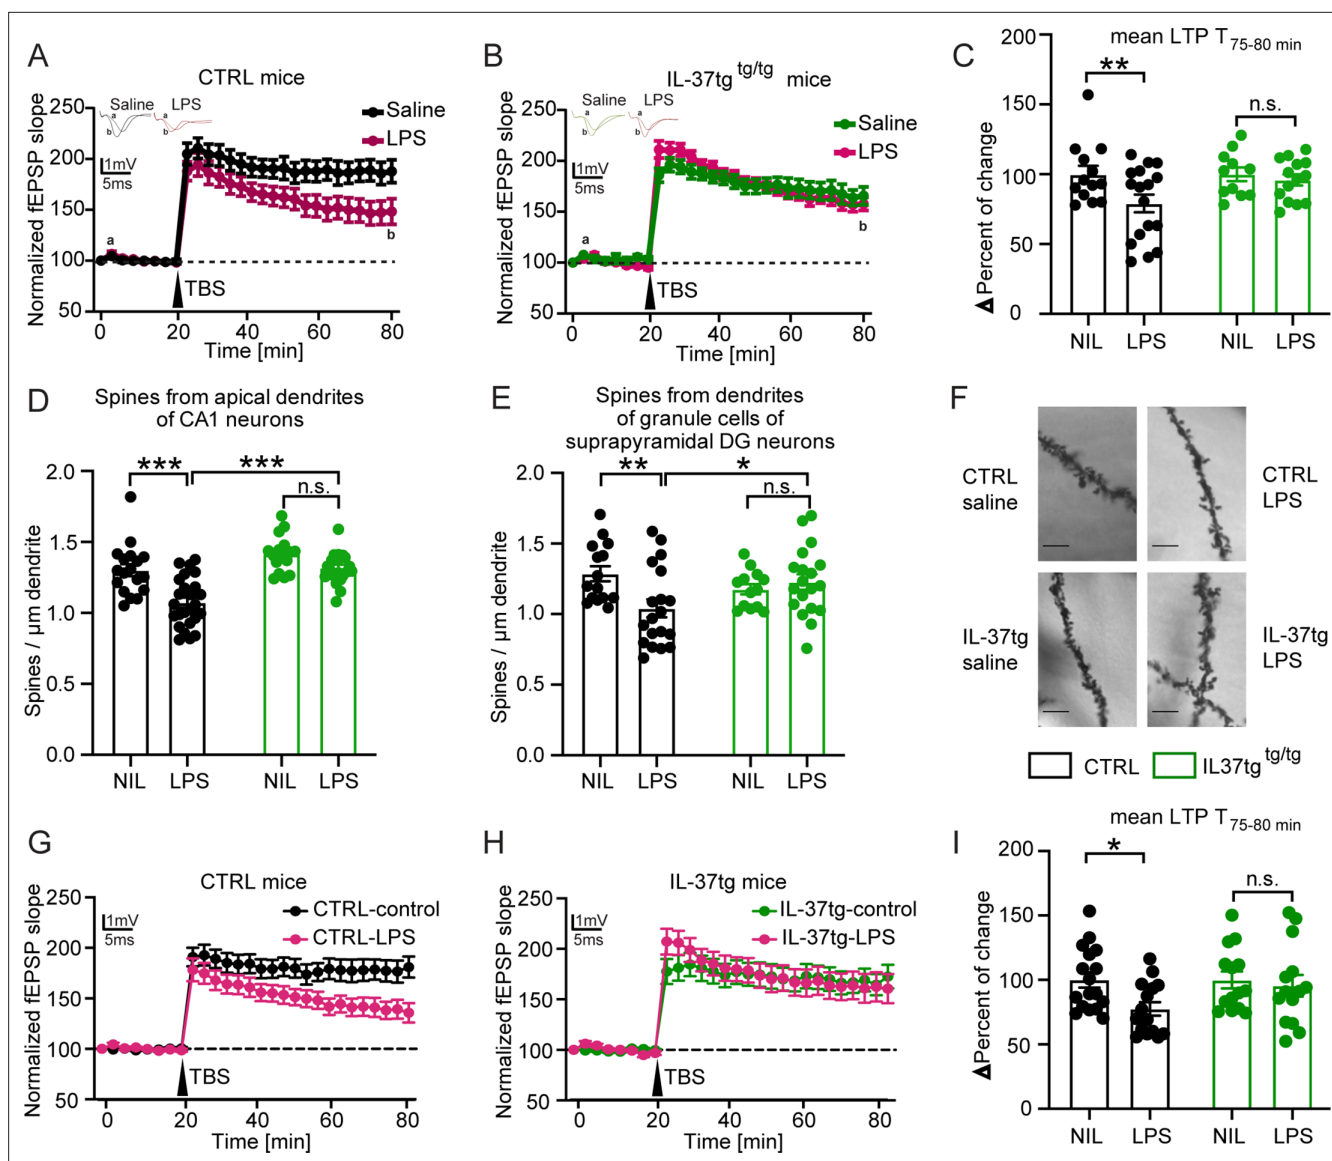 A
CTRL mice
Saline
LPS
a
b
a
b
Saline
LPS
1mV
5ms
Normalized fEPSP slope
250
200
150
100
50
a
b
TBS
0
20
40
60
80
Time [min]
B
IL-37tg tg/tg mice
Saline
LPS
a
b
a
b
Saline
LPS
1mV
5ms
Normalized fEPSP slope
250
200
150
100
50
a
b
TBS
0
20
40
60
80
Time [min]
C
mean LTP T 75-80 min
Δ Percent of change
200
150
100
50
0
**
n.s.
NIL
LPS
NIL
LPS
D
Spines from apical dendrites
of CA1 neurons
Spines / µm dendrite
2.0
1.5
1.0
1.5
0.0
***
***
n.s.
NIL
LPS
NIL
LPS
E
Spines from dendrites
of granule cells of
suprapyramidal DG neurons
Spines / µm dendrite
2.0
1.5
1.0
1.5
0.0
**
*
n.s.
NIL
LPS
NIL
LPS
F
CTRL
saline
CTRL
LPS
IL-37tg
saline
IL-37tg
LPS
CTRL
IL37tg tg/tg
G
CTRL mice
1mV
5ms
CTRL-control
CTRL-LPS
Normalized fEPSP slope
250
200
150
100
50
TBS
0
20
40
60
80
Time [min]
H
IL-37tg mice
1mV
5ms
IL-37tg-control
IL-37tg-LPS
Normalized fEPSP slope
250
200
150
100
50
TBS
0
20
40
60
80
Time [min]
I
mean LTP T 75-80 min
ΔPercent of change
200
150
100
50
0
*
n.s.
NIL
LPS
NIL
LPS